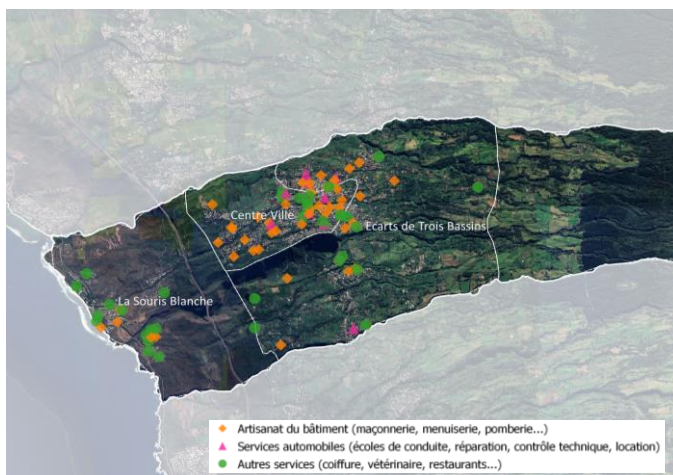 Centre Ville
Ecarts de Trois Bassins
La Souris Blanche
Artisanat du bâtiment (maçonnerie, menuiserie, pomberie...)
Services automobiles (écoles de conduite, réparation, contrôle technique, location)
Autres services (coiffure, vétérinaire, restaurants...)